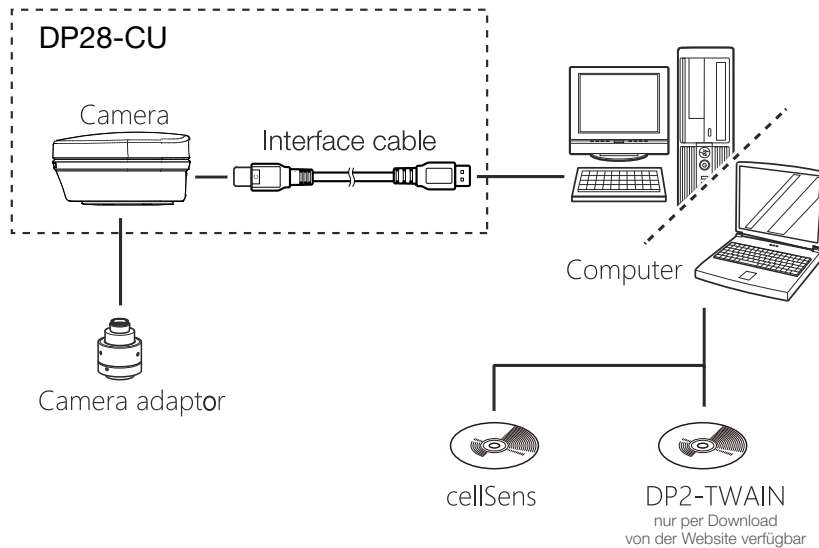 DP28-CU
Camera
Interface cable
Computer
Camera adaptor
cellSens
DP2-TWAIN
nur per Download
von der Website verfügbar